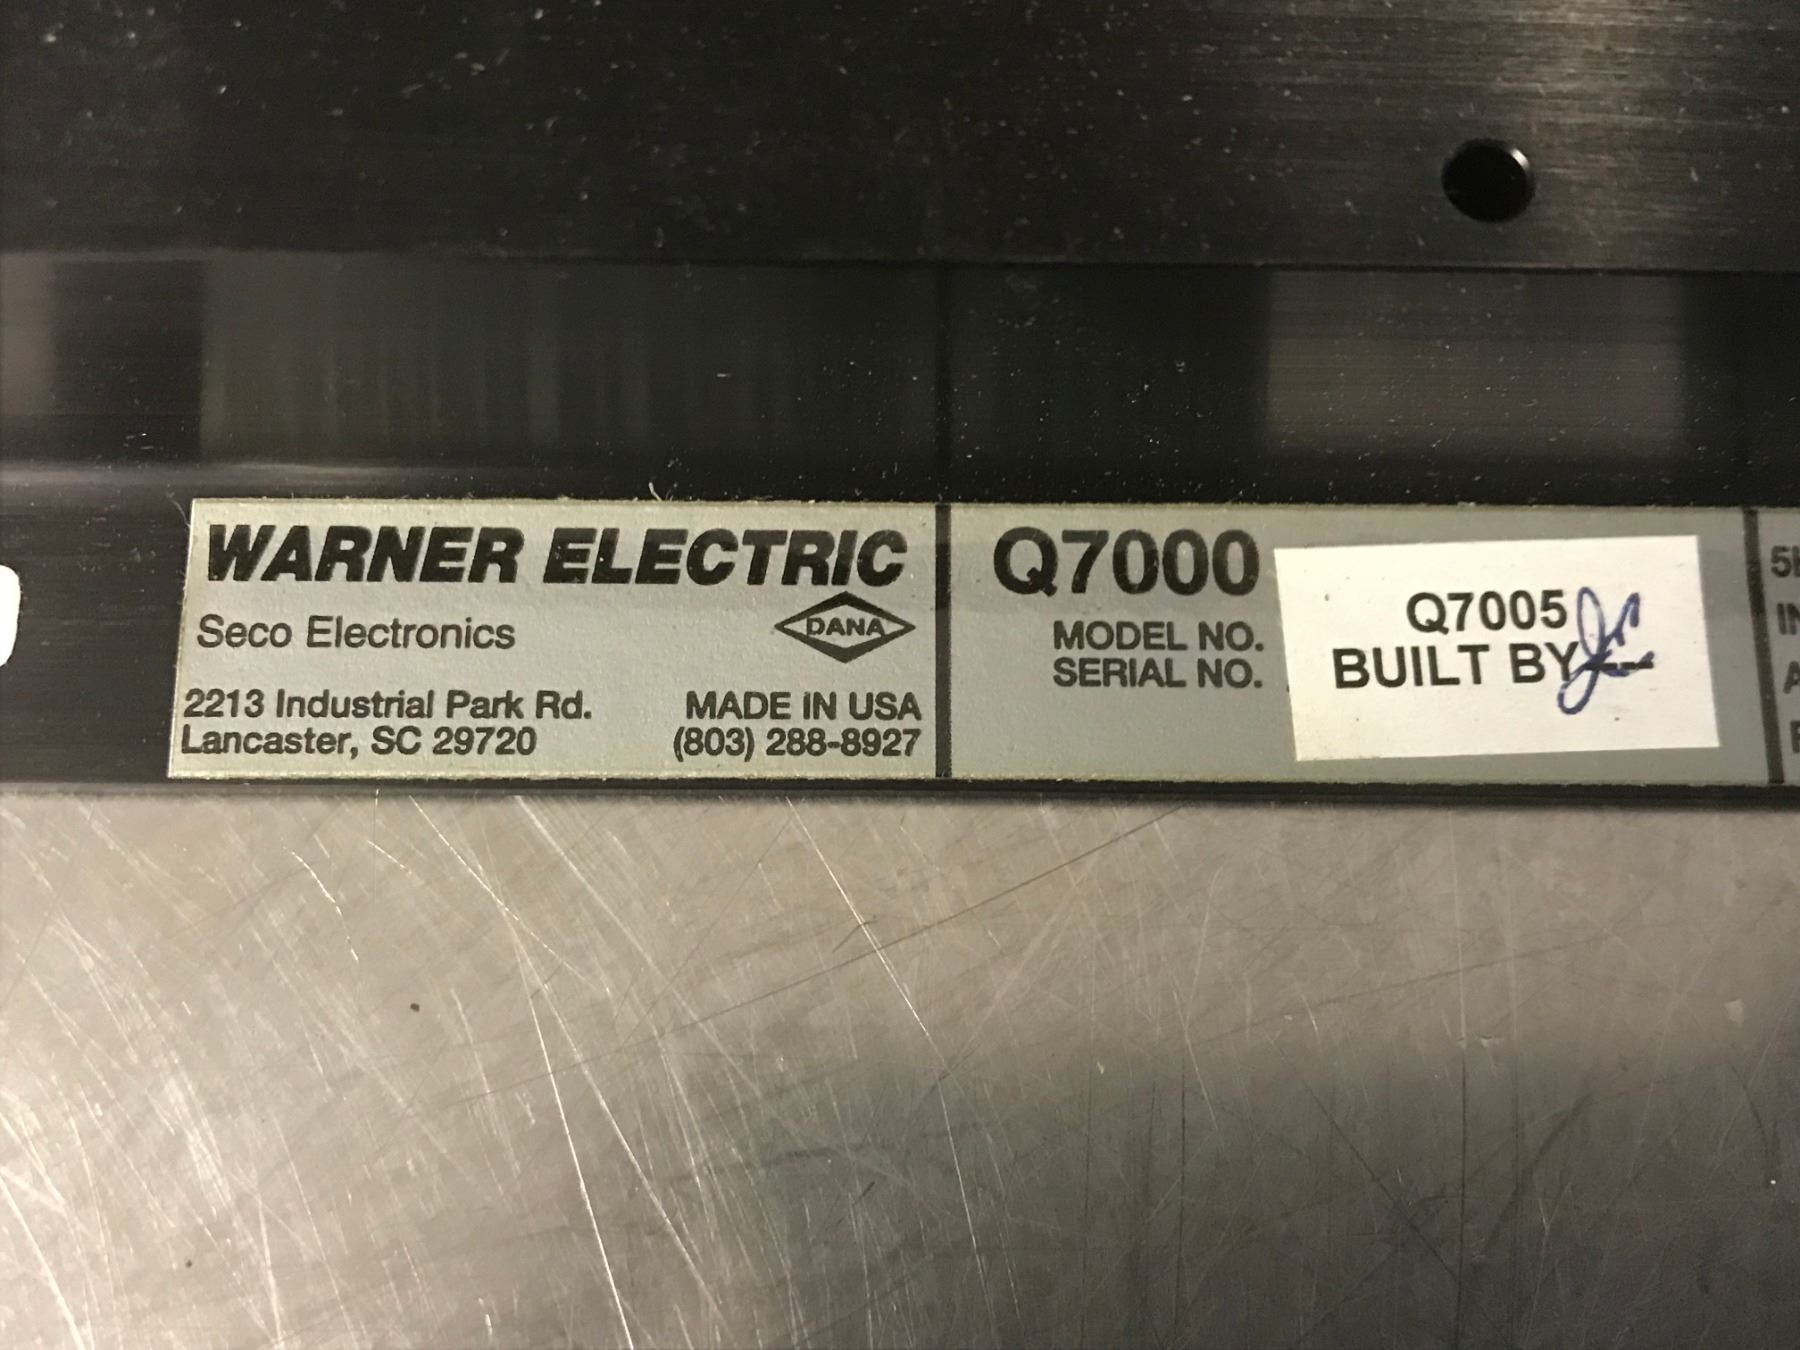 WARNER ELECTRIC
Seco Electronics
DANA
2213 Industrial Park Rd.
Lancaster, SC 29720
MADE IN USA
(803) 288-8927
Q7000
MODEL NO.
SERIAL NO.
Q7005
BUILT BY